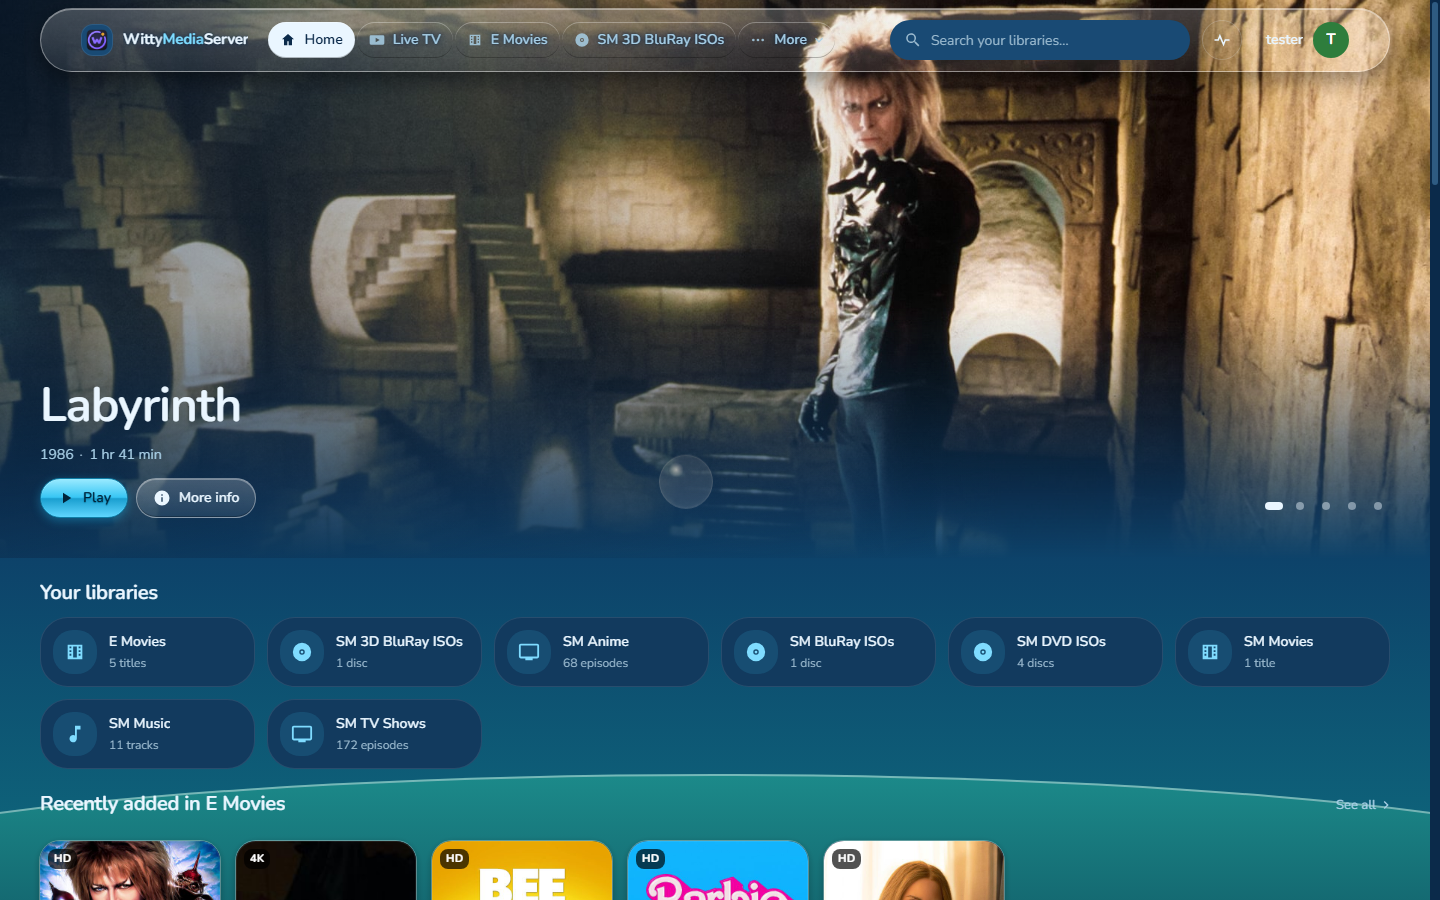 WittyMediaServer
Home
Live TV
E Movies
SM 3D BluRay ISOs
More
Search your libraries...
tester
T
Labyrinth
1986 · 1 hr 41 min
Play
More info
Your libraries
E Movies
5 titles
SM 3D BluRay ISOs
1 disc
SM Anime
68 episodes
SM BluRay ISOs
1 disc
SM DVD ISOs
4 discs
SM Movies
1 title
SM Music
11 tracks
SM TV Shows
172 episodes
Recently added in E Movies
See all
HD
4K
HD
HD
HD
BEE
Barbie